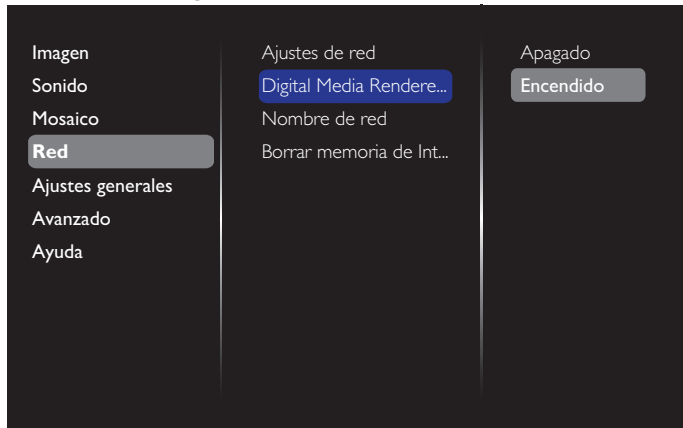 Imagen
Sonido
Mosaico
Red
Ajustes generales
Avanzado
Ayuda
Ajustes de red
Digital Media Rendere...
Nombre de red
Borrar memoria de Int...
Apagado
Encendido